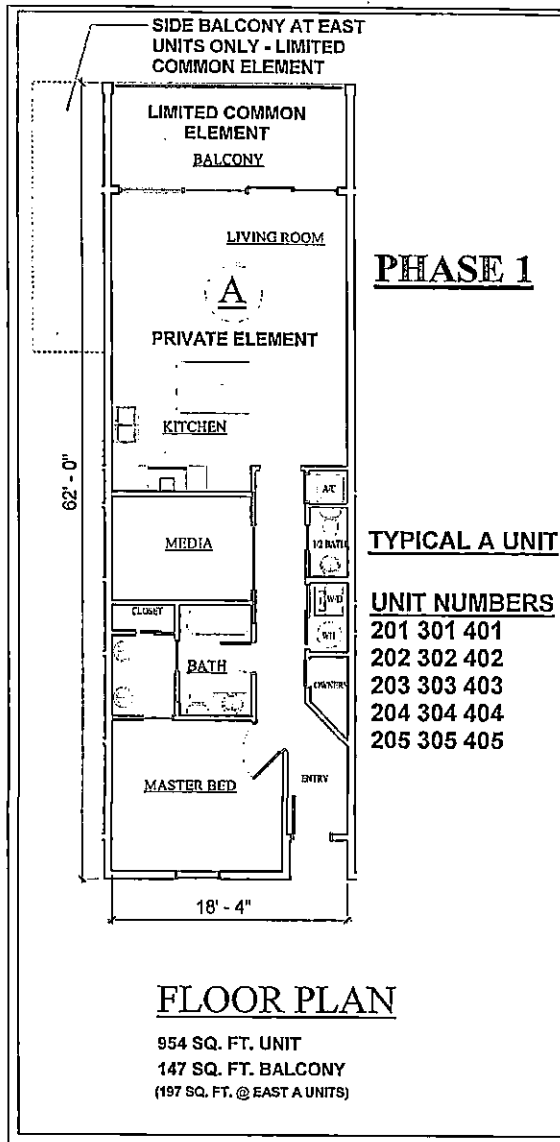 SIDE BALCONY AT EAST
UNITS ONLY - LIMITED
COMMON ELEMENT
LIMITED COMMON
ELEMENT
BALCONY
LIVING ROOM
PHASE 1
A
PRIVATE ELEMENT
KITCHEN
62' - 0"
A/C
MEDIA
1/2 BATH
TYPICAL A UNIT
CLOSET
W/D
UNIT NUMBERS
201 301 401
WH
202 302 402
BATH
203 303 403
OWNERS
204 304 404
205 305 405
MASTER BED
ENTRY
18' - 4"
FLOOR PLAN
954 SQ. FT. UNIT
147 SQ. FT. BALCONY
(197 SQ. FT. @ EAST A UNITS)